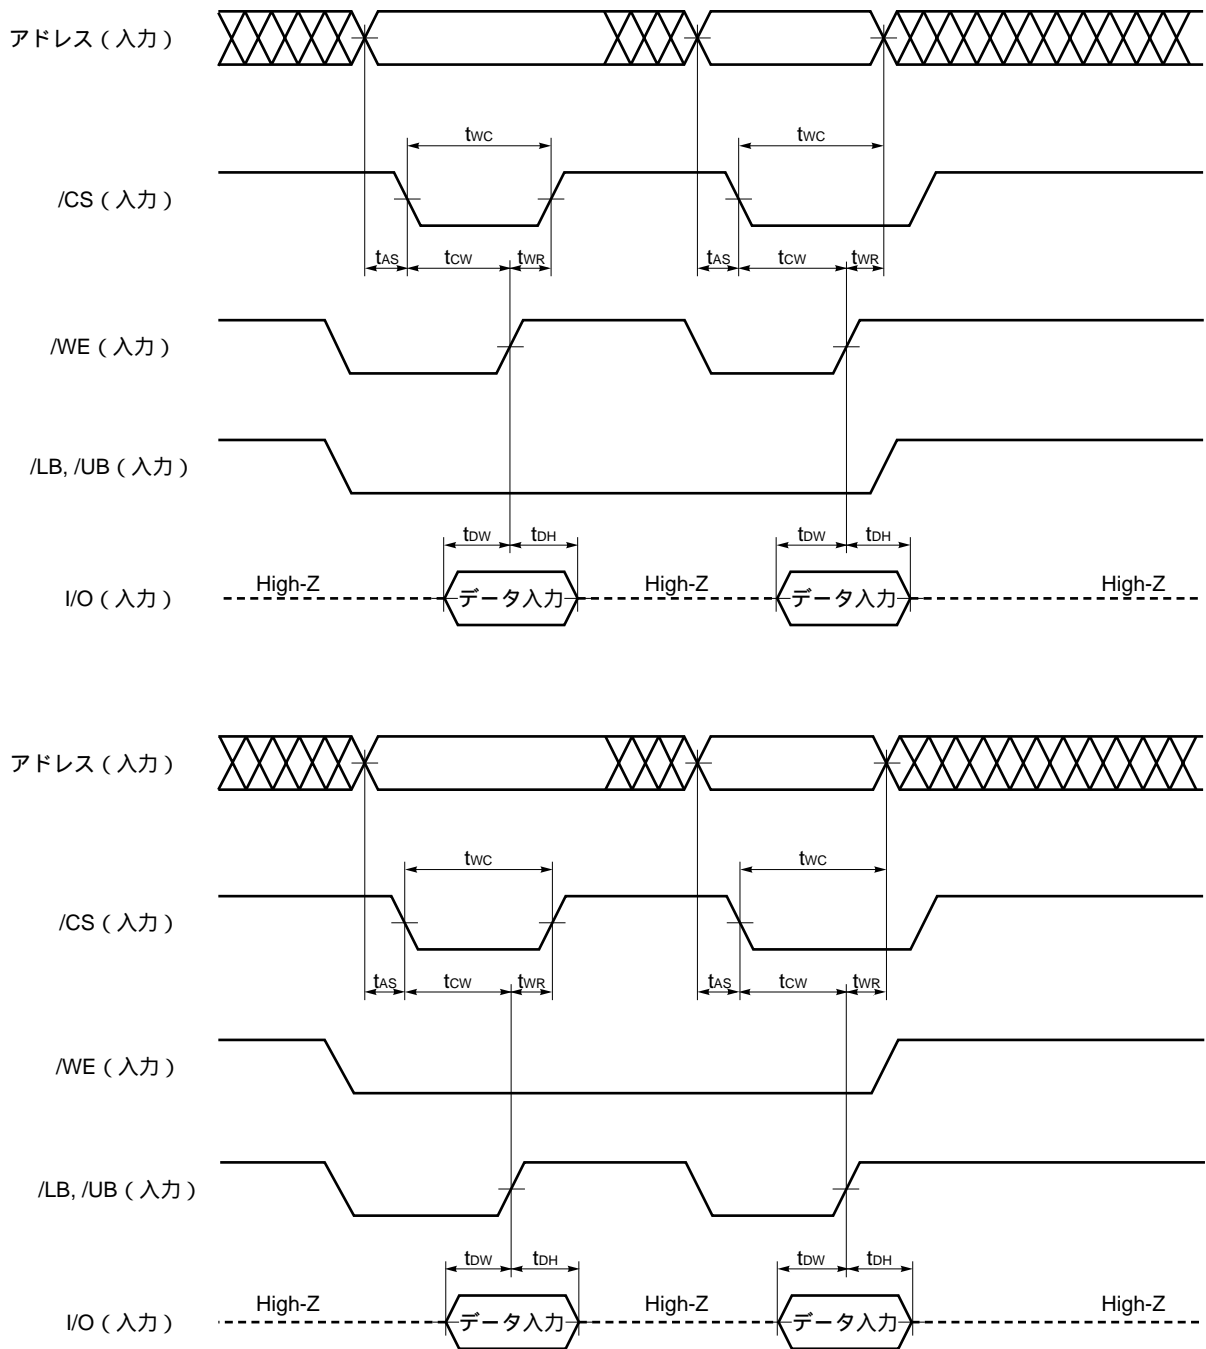 アドレス（入力）
tWC tWC
/CS（入力）
tAS tCW tWR tAS tCW tWR
/WE（入力）
/LB, /UB（入力）
tDW tDH tDW tDH
I/O（入力） High-Z データ入力 High-Z データ入力 High-Z
アドレス（入力）
tWC tWC
/CS（入力）
tAS tCW tWR tAS tCW tWR
/WE（入力）
/LB, /UB（入力）
tDW tDH tDW tDH
I/O（入力） High-Z データ入力 High-Z データ入力 High-Z